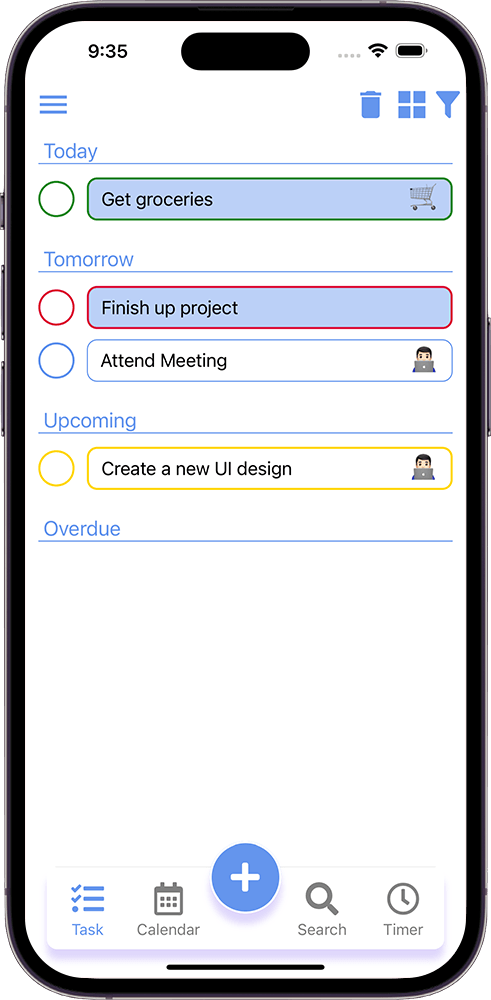 9:35
Today
Get groceries
Tomorrow
Finish up project
Attend Meeting
Upcoming
Create a new UI design
Overdue
Task
Calendar
Search
Timer